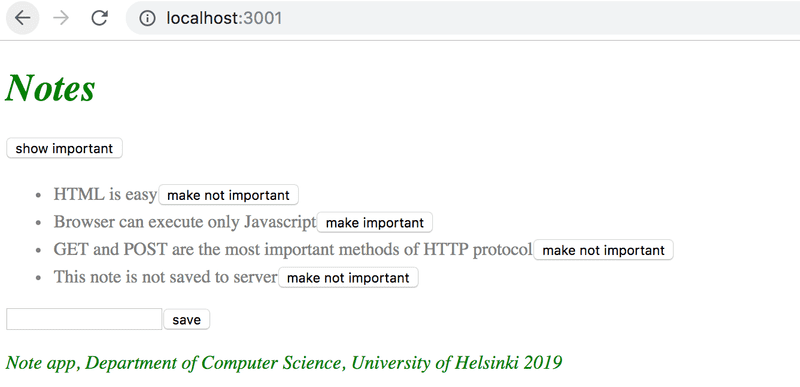 localhost:3001
Notes
show important
HTML is easy make not important
Browser can execute only Javascript make important
GET and POST are the most important methods of HTTP protocol make not important
This note is not saved to server make not important
save
Note app, Department of Computer Science, University of Helsinki 2019